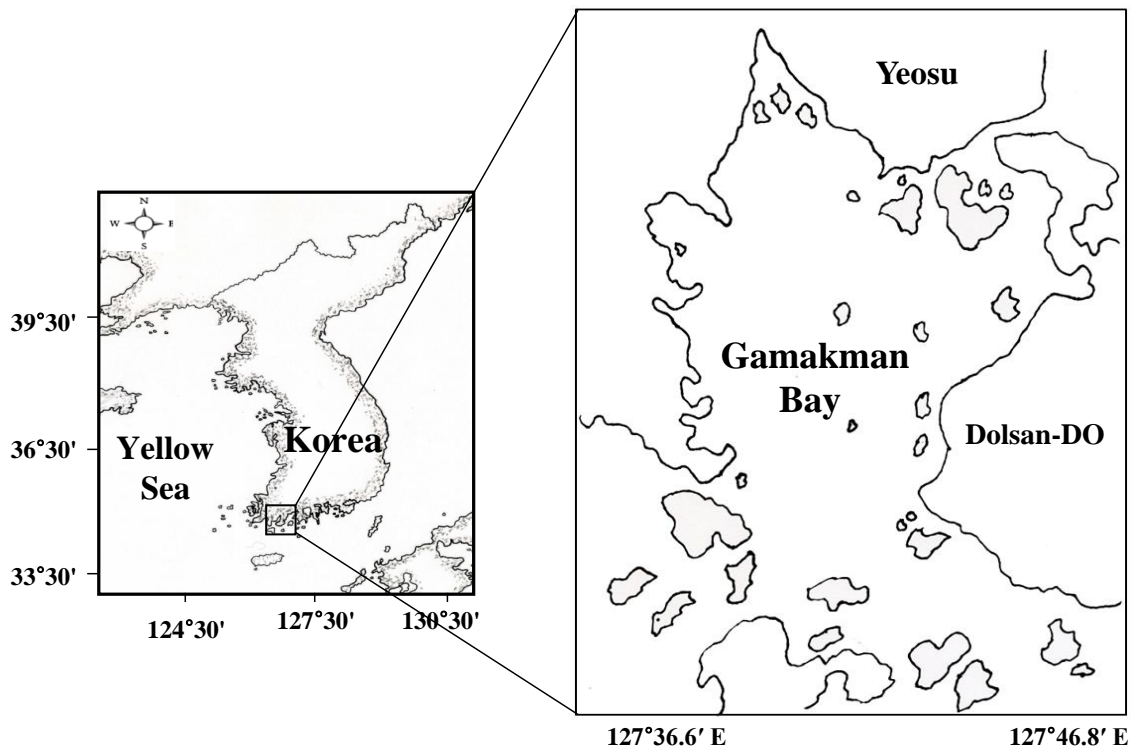 N
W E
S
39°30'
36°30'
33°30'
124°30'
127°30'
130°30'
Yellow
Sea
Korea
Yeosu
Gamakman
Bay
Dolsan-DO
127°36.6′ E
127°46.8′ E